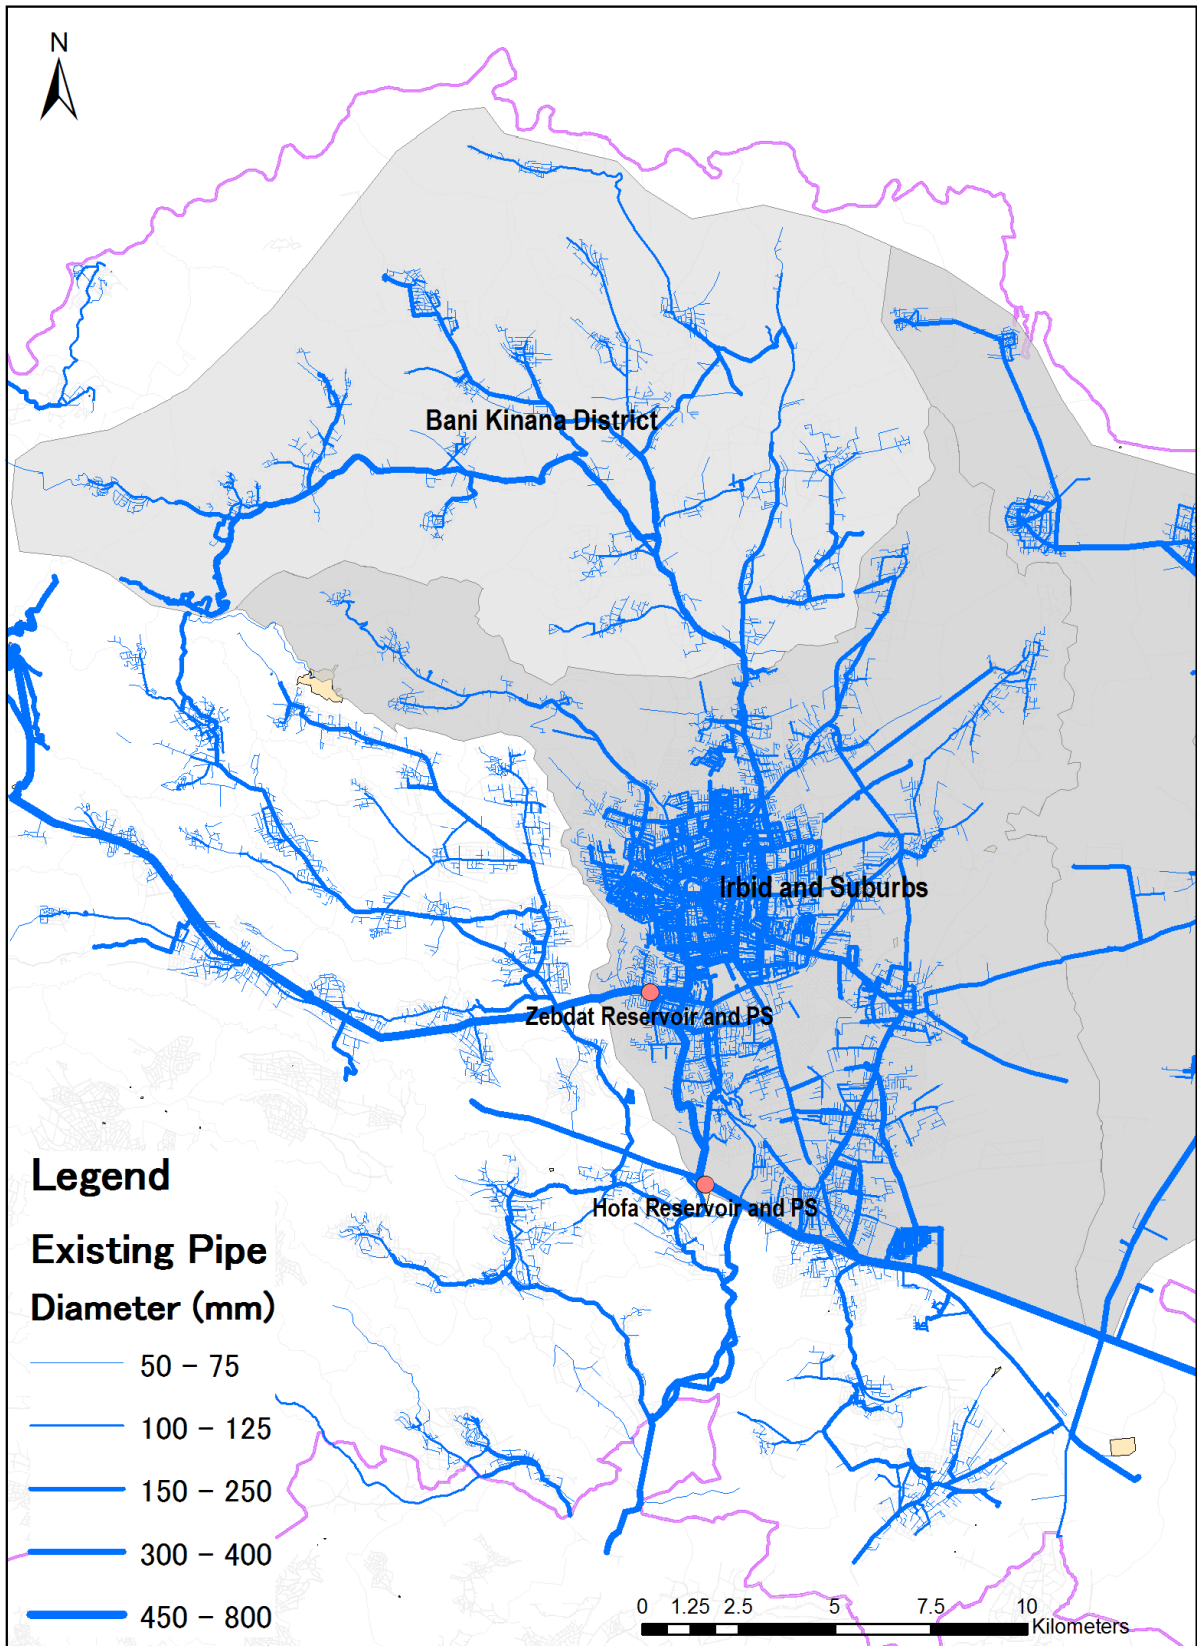 N
Bani Kinana District
Irbid and Suburbs
Zebdat Reservoir and PS
Hofa Reservoir and PS
Legend
Existing Pipe
Diameter (mm)
50 - 75
100 - 125
150 - 250
300 - 400
450 - 800
0 1.25 2.5 5 7.5 10
Kilometers